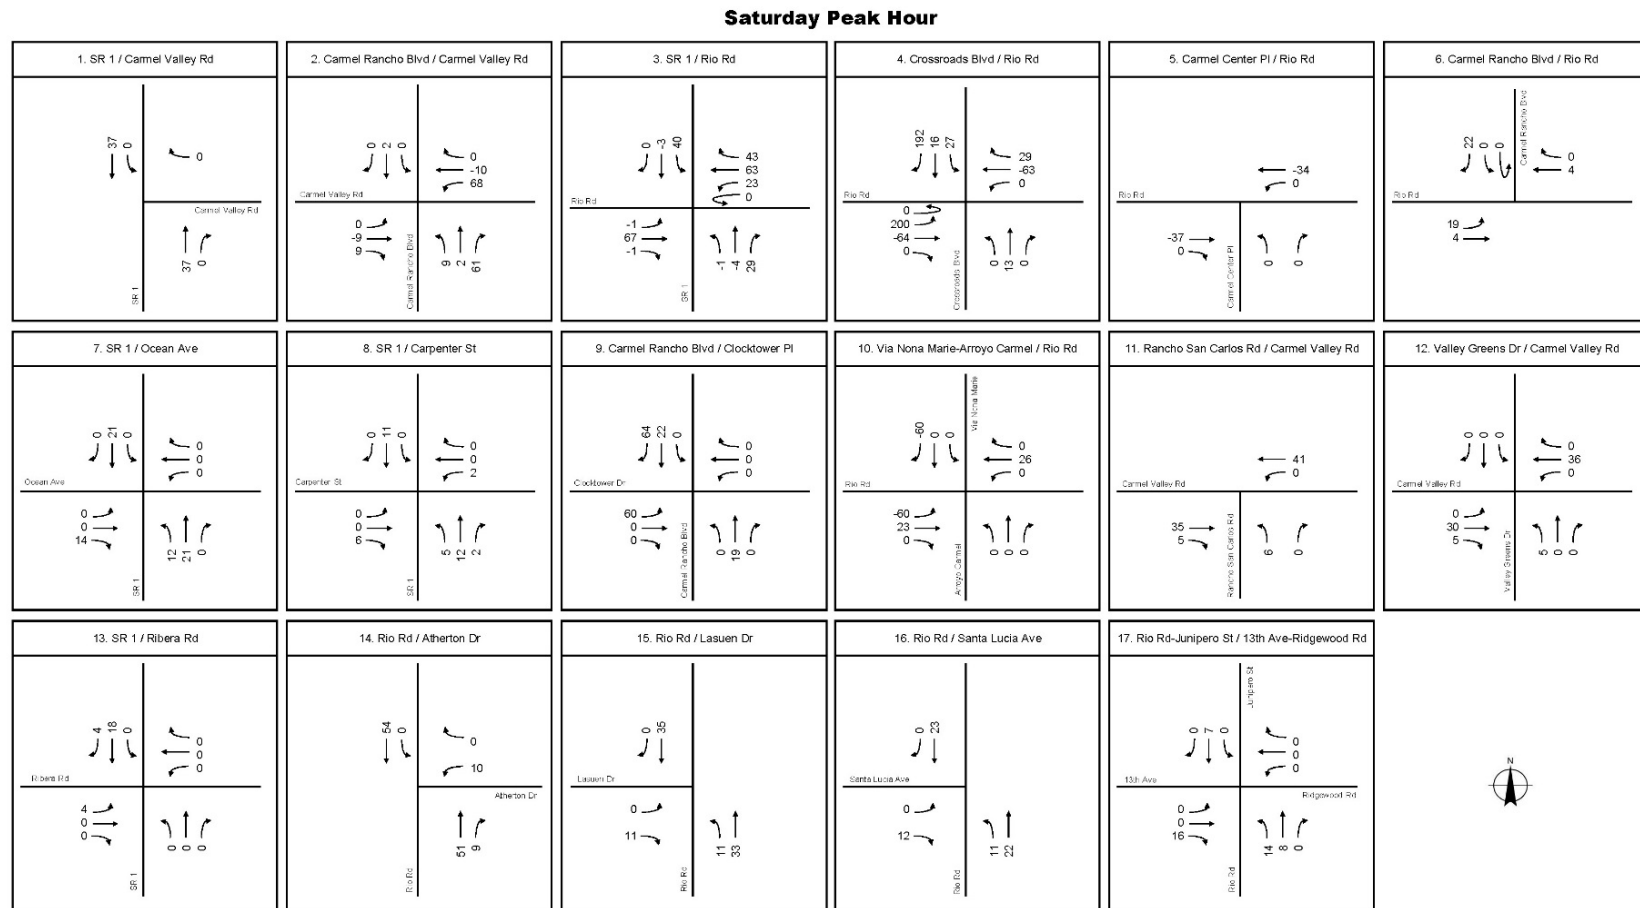 Saturday Peak Hour
1. SR 1 / Carmel Valley Rd
37
0
0
Carmel Valley Rd
37
0
SR 1
2. Carmel Rancho Blvd / Carmel Valley Rd
0
2
0
0
-10
68
Carmel Valley Rd
0
-9
9
Carmel Rancho Blvd
9
2
61
3. SR 1 / Rio Rd
0
-3
40
43
63
23
0
Rio Rd
-1
67
-1
-1
-4
29
SR 1
4. Crossroads Blvd / Rio Rd
192
16
27
29
-63
0
Rio Rd
0
200
-64
0
Crossroads Blvd
0
13
0
5. Carmel Center Pl / Rio Rd
-34
0
Rio Rd
-37
0
Carmel Center Pl
0
0
6. Carmel Rancho Blvd / Rio Rd
Carmel Rancho Blvd
22
0
0
0
4
Rio Rd
19
4
7. SR 1 / Ocean Ave
0
21
0
0
0
0
Ocean Ave
0
0
14
12
21
0
SR 1
8. SR 1 / Carpenter St
0
11
0
0
0
2
Carpenter St
0
0
6
5
12
2
SR 1
9. Carmel Rancho Blvd / Clocktower Pl
64
22
0
0
0
0
Clocktower Dr
60
0
0
Carmel Rancho Blvd
0
19
0
10. Via Nona Marie-Arroyo Carmel / Rio Rd
Via Nona Marie
-60
0
0
0
26
0
Rio Rd
-60
23
0
Arroyo Carmel
0
0
0
11. Rancho San Carlos Rd / Carmel Valley Rd
41
0
Carmel Valley Rd
35
5
Rancho San Carlos Rd
6
0
12. Valley Greens Dr / Carmel Valley Rd
0
0
0
0
36
0
Carmel Valley Rd
0
30
5
Valley Greens Dr
5
0
0
13. SR 1 / Ribera Rd
4
18
0
0
0
0
Ribera Rd
4
0
0
0
0
0
SR 1
14. Rio Rd / Atherton Dr
54
0
0
10
Atherton Dr
51
9
Rio Rd
15. Rio Rd / Lasuen Dr
0
35
Lasuen Dr
0
11
11
33
Rio Rd
16. Rio Rd / Santa Lucia Ave
0
23
Santa Lucia Ave
0
12
11
22
Rio Rd
17. Rio Rd-Junipero St / 13th Ave-Ridgewood Rd
Junipero St
0
7
0
0
0
0
13th Ave
Ridgewood Rd
0
0
16
14
8
0
Rio Rd
N